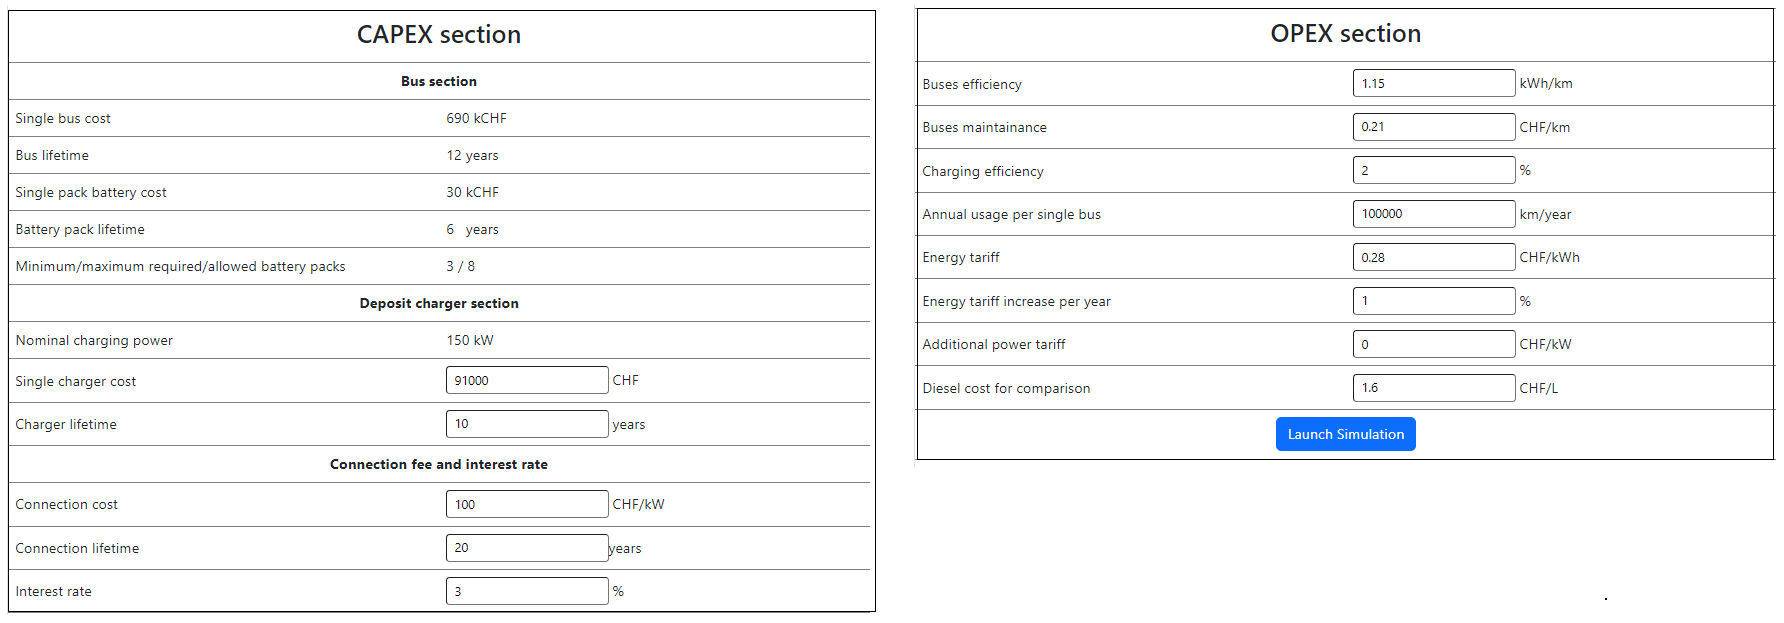 CAPEX section
Bus section
Single bus cost 690 kCHF
Bus lifetime 12 years
Single pack battery cost 30 kCHF
Battery pack lifetime 6 years
Minimum/maximum required/allowed battery packs 3 / 8
Deposit charger section
Nominal charging power 150 kW
Single charger cost 91000 CHF
Charger lifetime 10 years
Connection fee and interest rate
Connection cost 100 CHF/kW
Connection lifetime 20 years
Interest rate 3 %
OPEX section
Buses efficiency 1.15 kWh/km
Buses maintainance 0.21 CHF/km
Charging efficiency 2 %
Annual usage per single bus 100000 km/year
Energy tariff 0.28 CHF/kWh
Energy tariff increase per year 1 %
Additional power tariff 0 CHF/kW
Diesel cost for comparison 1.6 CHF/L
Launch Simulation